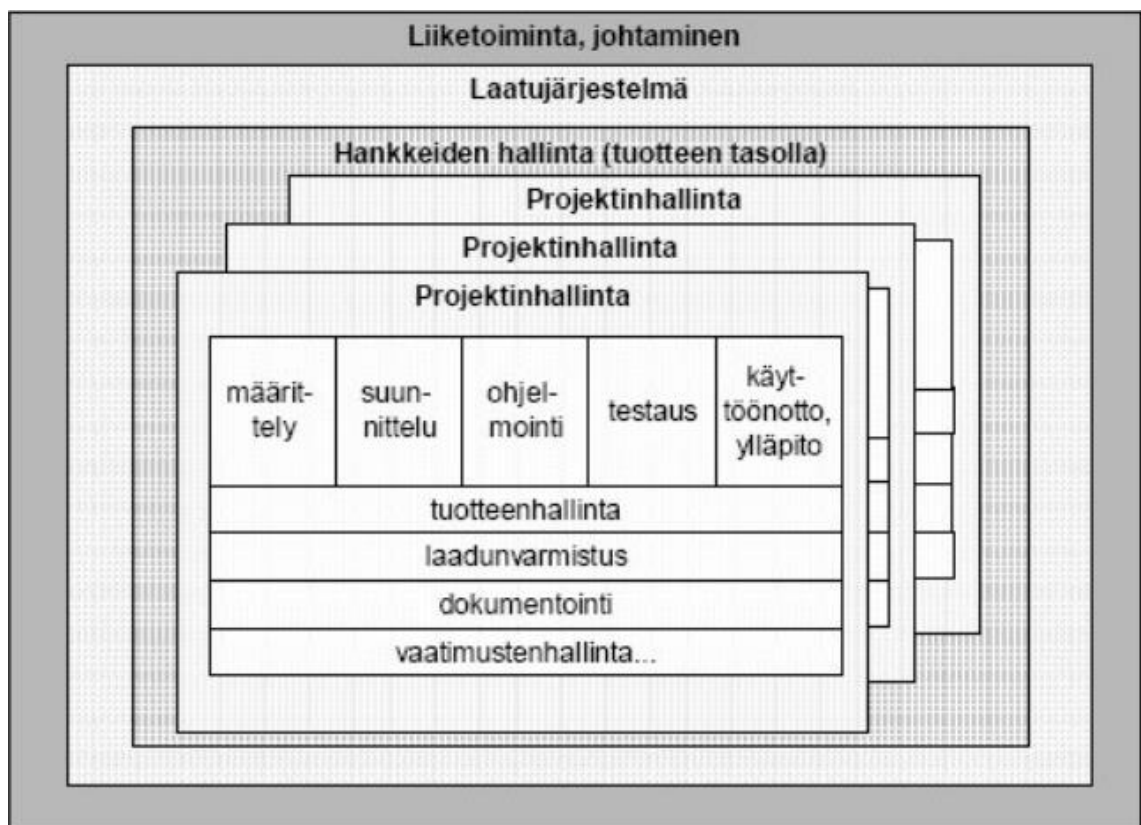 Liiketoiminta, johtaminen
Laatujärjestelmä
Hankkeiden hallinta (tuotteen tasolla)
Projektinhallinta
Projektinhallinta
Projektinhallinta
määrit-
tely
suun-
nittelu
ohjel-
mointi
testaus
käyt-
töönotto,
ylläpito
tuotteenhallinta
laadunvarmistus
dokumentointi
vaatimustenhallinta...